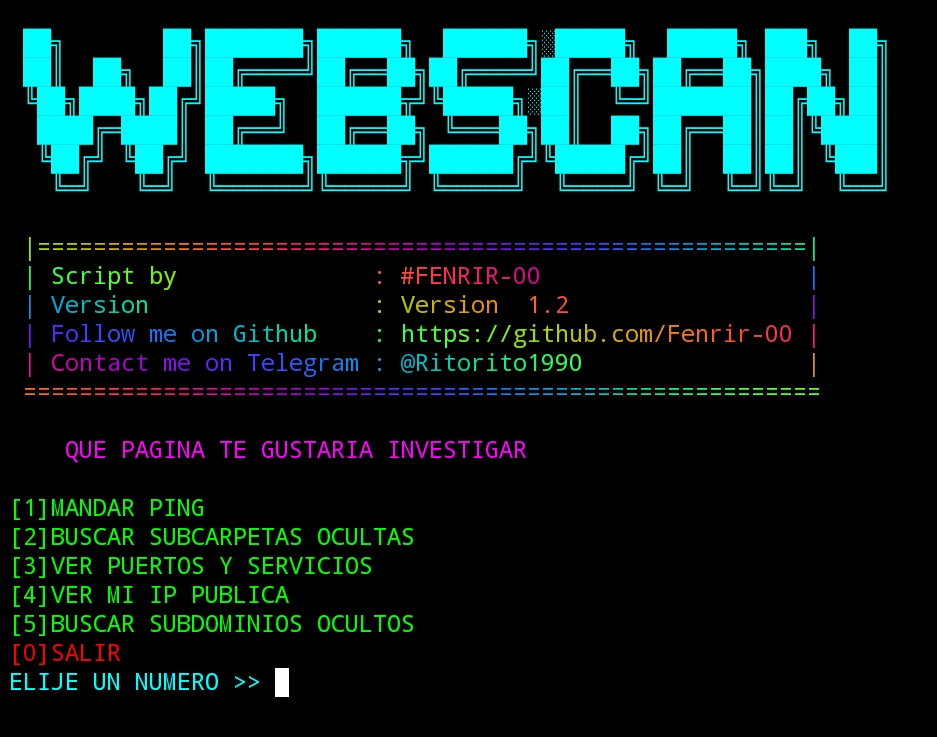 WEBSCAN
|=======================================================|
| Script by : #FENRIR-OO |
| Version : Version 1.2 |
| Follow me on Github : https://github.com/Fenrir-OO |
| Contact me on Telegram : @Ritorito1990 |
=========================================================
QUE PAGINA TE GUSTARIA INVESTIGAR
[1]MANDAR PING
[2]BUSCAR SUBCARPETAS OCULTAS
[3]VER PUERTOS Y SERVICIOS
[4]VER MI IP PUBLICA
[5]BUSCAR SUBDOMINIOS OCULTOS
[0]SALIR
ELIJE UN NUMERO >>